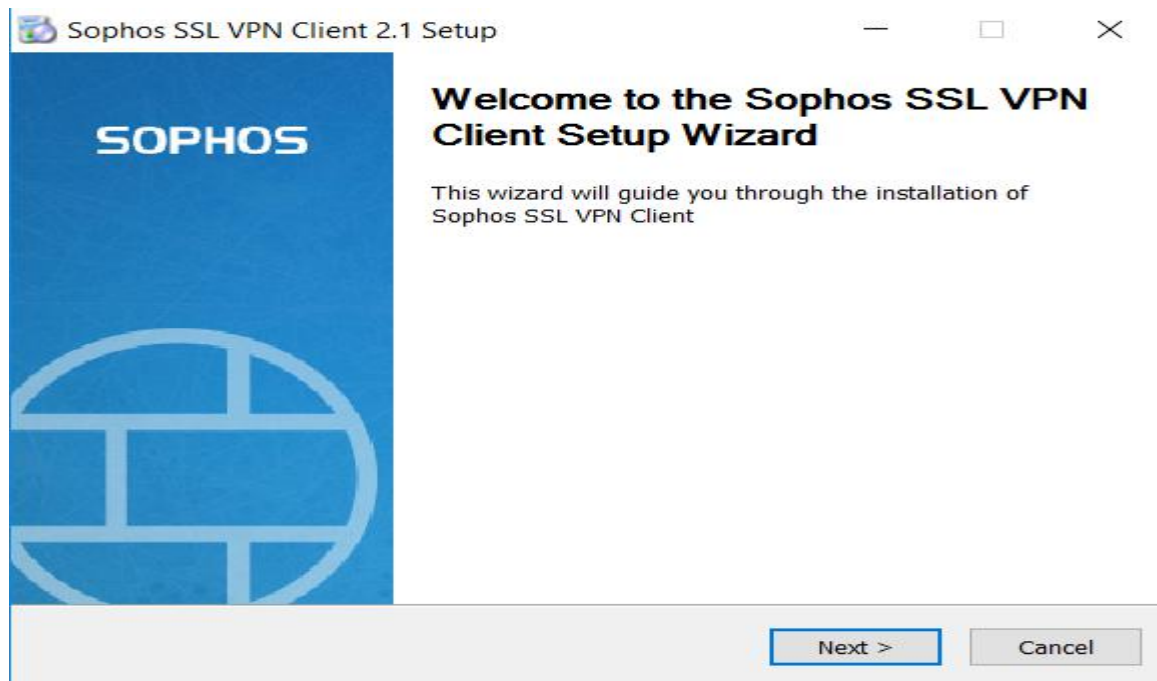 Sophos SSL VPN Client 2.1 Setup
SOPHOS
Welcome to the Sophos SSL VPN
Client Setup Wizard
This wizard will guide you through the installation of
Sophos SSL VPN Client
Next >
Cancel